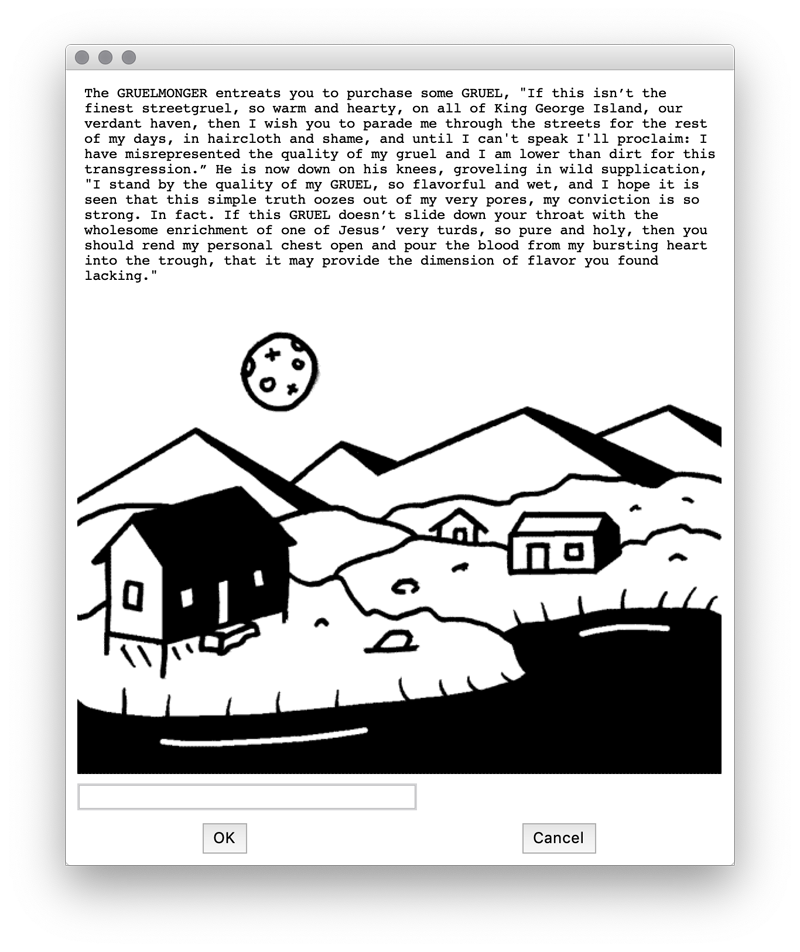 The GRUELMONGER entreates you to purchase some GRUEL, "If this isn’t the
finest streetgruel, so warm and hearty, on all of King George Island, our
verdant haven, then I wish you to parade me through the streets for the rest
of my days, in haircloth and shame, and until I can't speak I'll proclaim: I
have misrepresented the quality of my gruel and I am lower than dirt for this
transgression.” He is now down on his knees, groveling in wild supplication,
"I stand by the quality of my GRUEL, so flavorful and wet, and I hope it is
seen that this simple truth oozes out of my very pores, my conviction is so
strong. In fact. If this GRUEL doesn’t slide down your throat with the
wholesome enrichment of one of Jesus’ very turds, so pure and holy, then you
should rend my personal chest open and pour the blood from my bursting heart
into the trough, that it may provide the dimension of flavor you found
lacking."
OK
Cancel